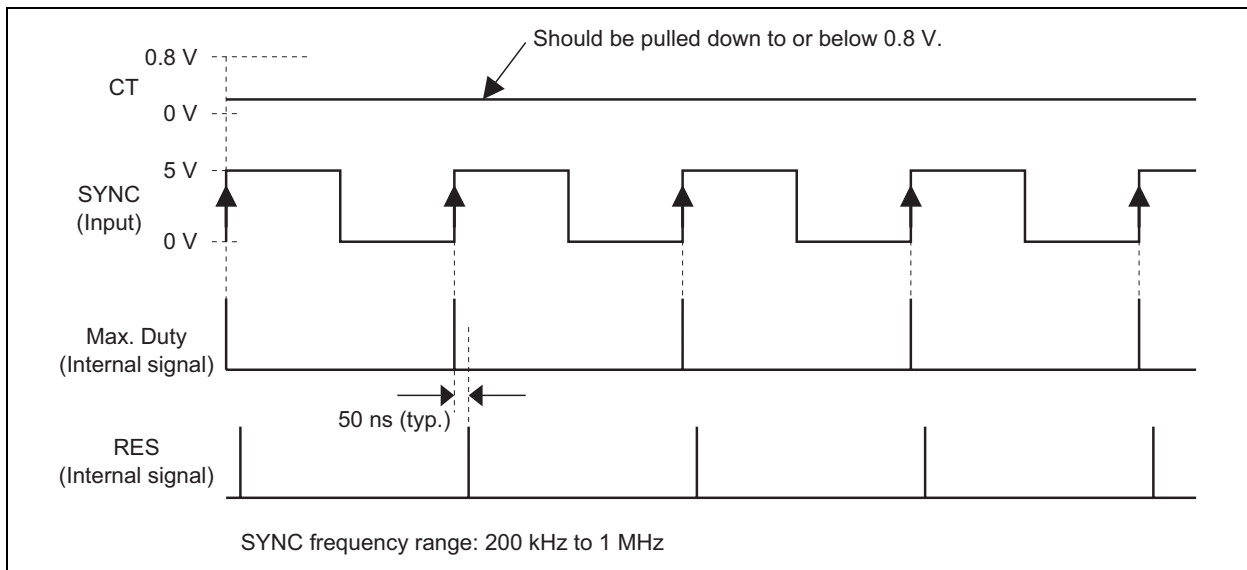 Should be pulled down to or below 0.8 V.
0.8 V
CT
0 V
5 V
SYNC
(Input)
0 V
Max. Duty
(Internal signal)
50 ns (typ.)
RES
(Internal signal)
SYNC frequency range: 200 kHz to 1 MHz